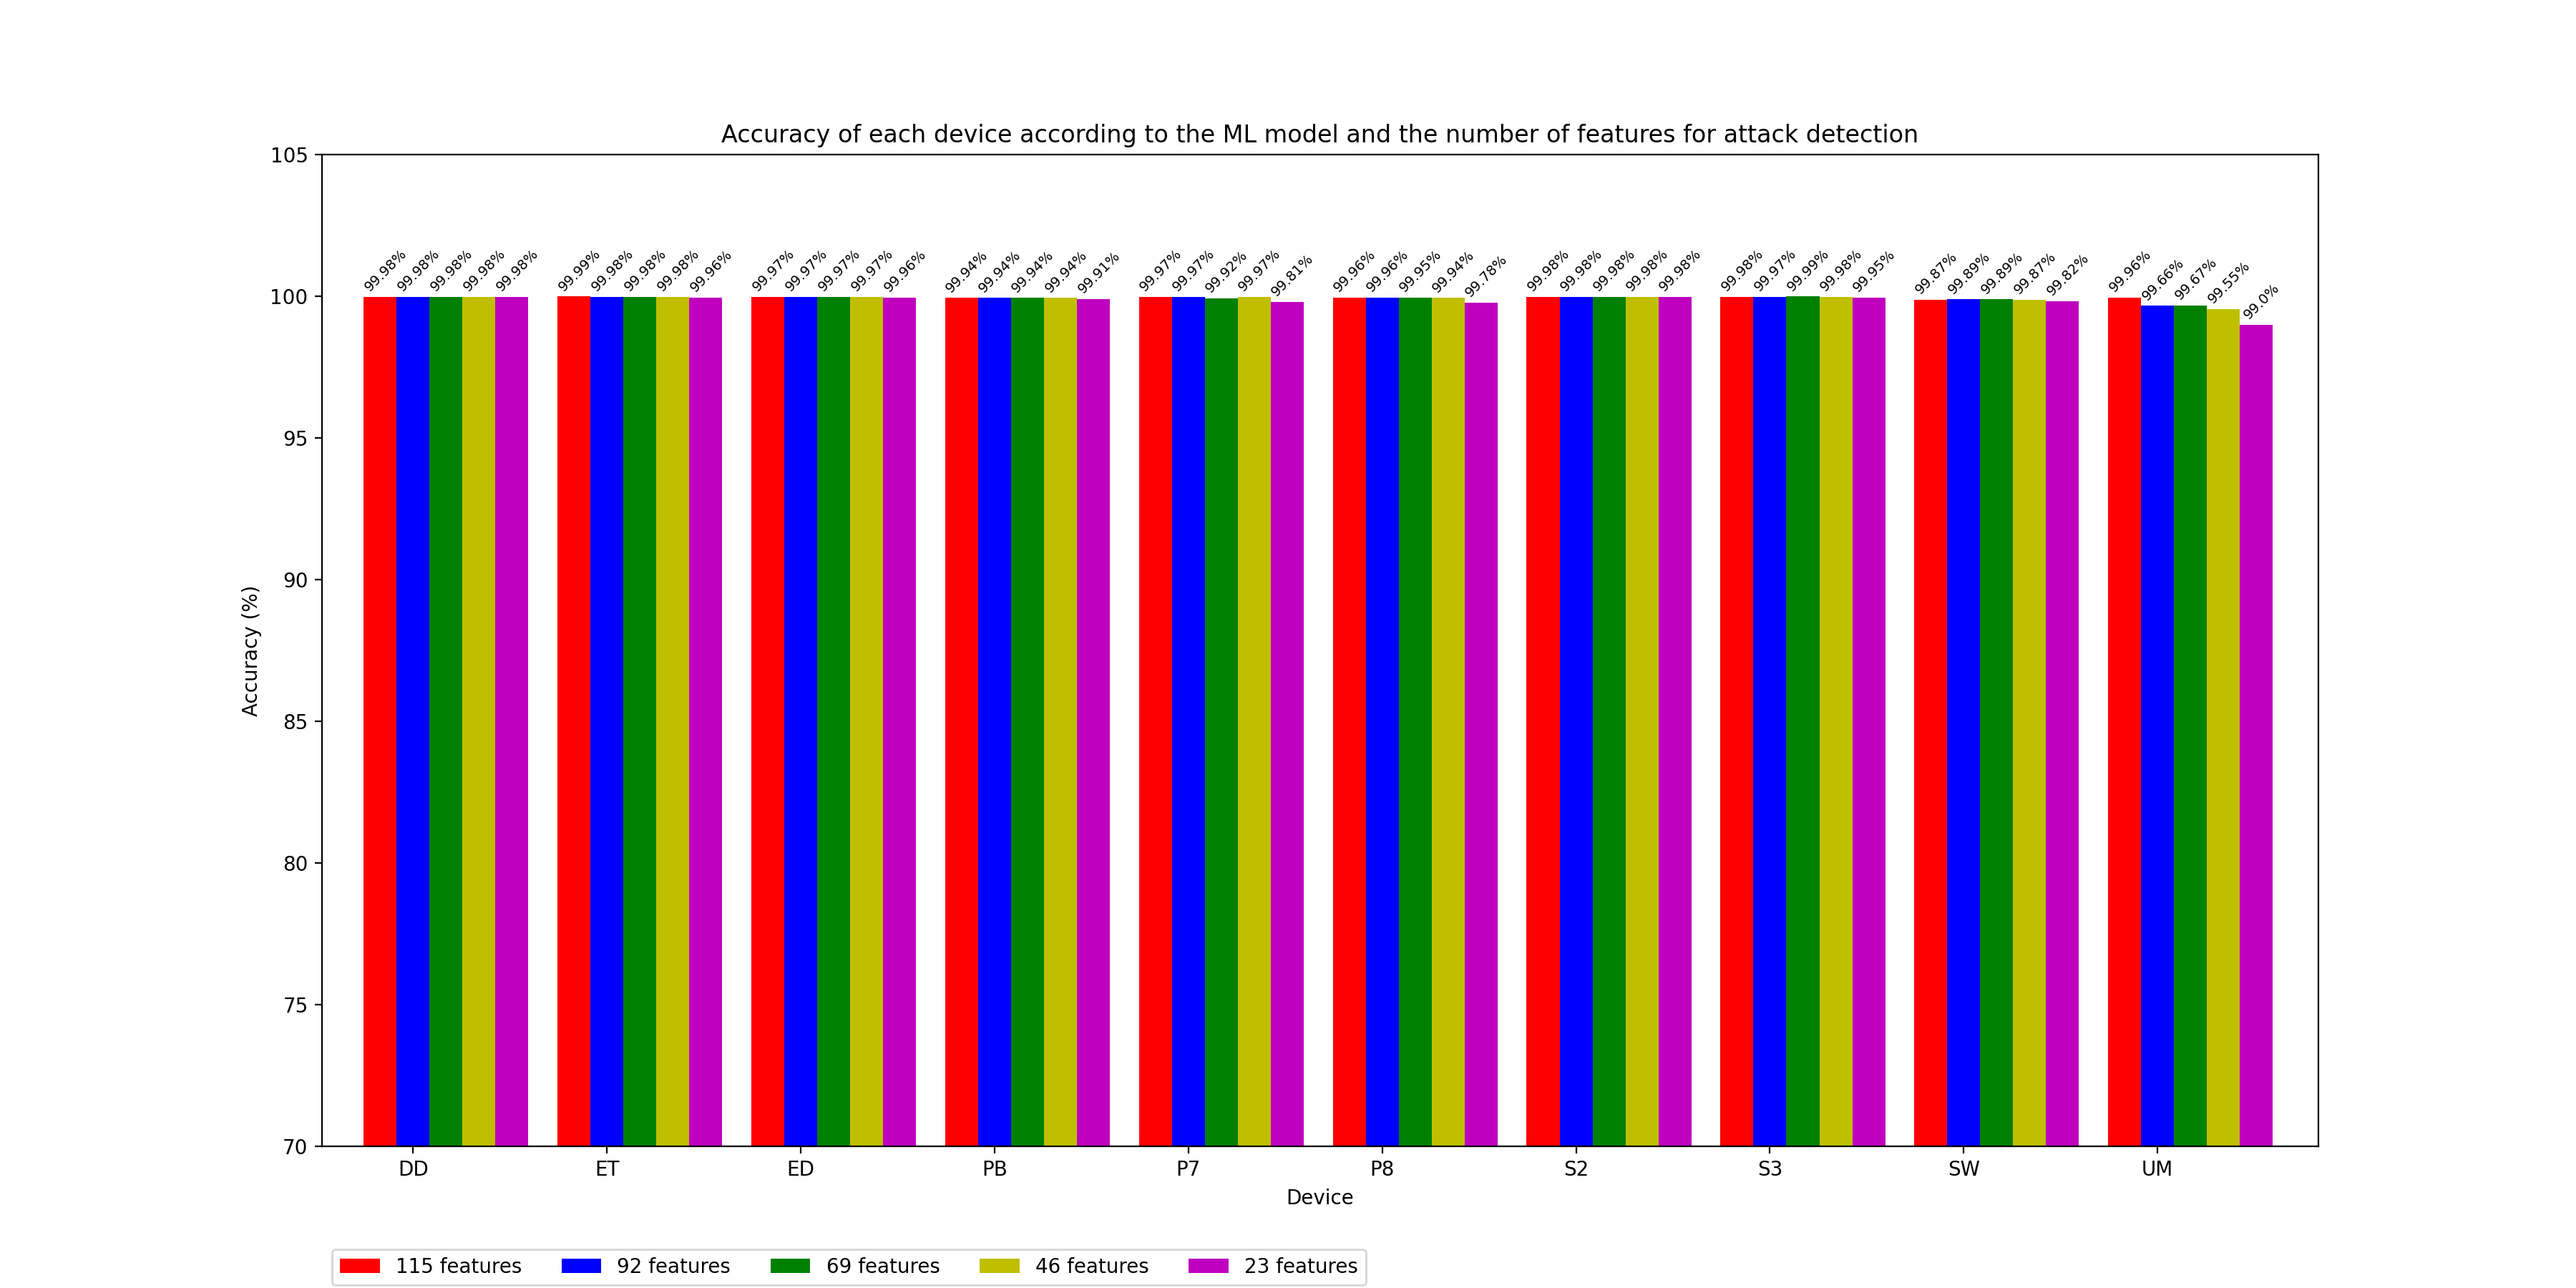 Accuracy of each device according to the ML model and the number of features for attack detection
105
100
95
90
85
80
75
70
Accuracy (%)
99.98% 99.98% 99.98% 99.98% 99.98%
99.99% 99.98% 99.98% 99.98% 99.96%
99.97% 99.97% 99.97% 99.97% 99.96%
99.94% 99.94% 99.94% 99.94% 99.91%
99.97% 99.97% 99.92% 99.97% 99.81%
99.96% 99.96% 99.95% 99.94% 99.78%
99.98% 99.98% 99.98% 99.98% 99.98%
99.98% 99.97% 99.99% 99.98% 99.95%
99.87% 99.89% 99.89% 99.87% 99.82%
99.96% 99.66% 99.67% 99.55% 99.0%
DD ET ED PB P7 P8 S2 S3 SW UM
Device
115 features 92 features 69 features 46 features 23 features